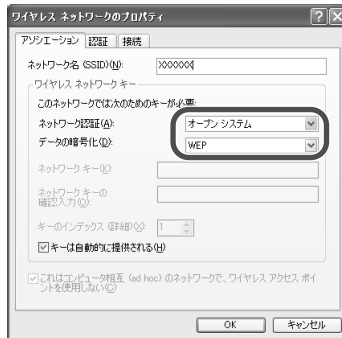 ワイヤレス ネットワークのプロパティ
アソシエーション 認証 接続
ネットワーク名 (SSID)(N): XXXXXX
ワイヤレス ネットワーク キー
このネットワークでは次のためのキーが必要:
ネットワーク認証(A): オープン システム
データの暗号化(D): WEP
ネットワーク キー(K):
ネットワーク キーの
確認入力(O):
キーのインデックス (詳細)(X): 1
キーは自動的に提供される(H)
これはコンピュータ相互 (ad hoc) のネットワークで、ワイヤレス アクセス ポイ
ントを使用しない(C)
OK キャンセル